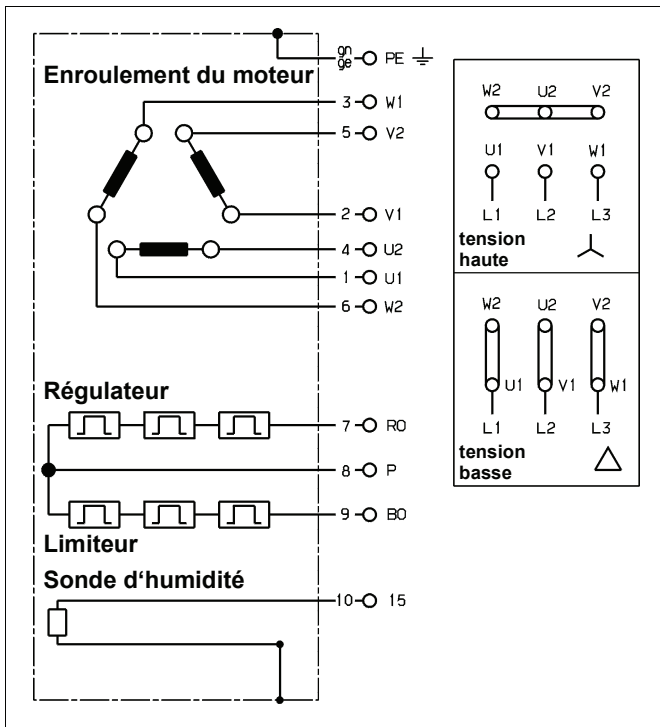 gn
ge PE
Enroulement du moteur
3 W1
5 V2
2 V1
4 U2
1 U1
6 W2
Régulateur
7 RO
8 P
9 BO
Limiteur
Sonde d‘humidité
10 15
W2 U2 V2
U1 V1 W1
L1 L2 L3
tension
haute
W2 U2 V2
U1 V1 W1
L1 L2 L3
tension
basse